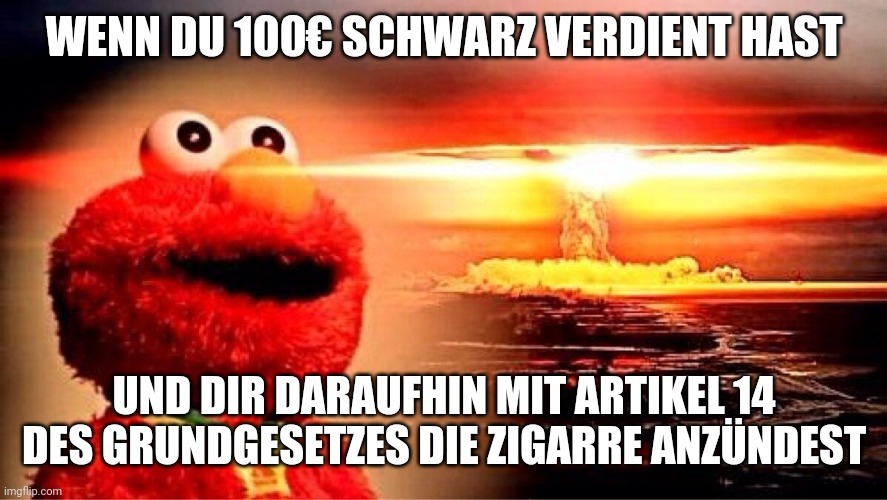 WENN DU 100€ SCHWARZ VERDIENT HAST
UND DIR DARAUFHIN MIT ARTIKEL 14
DES GRUNDGESETZES DIE ZIGARRE ANZÜNDEST
imgflip.com